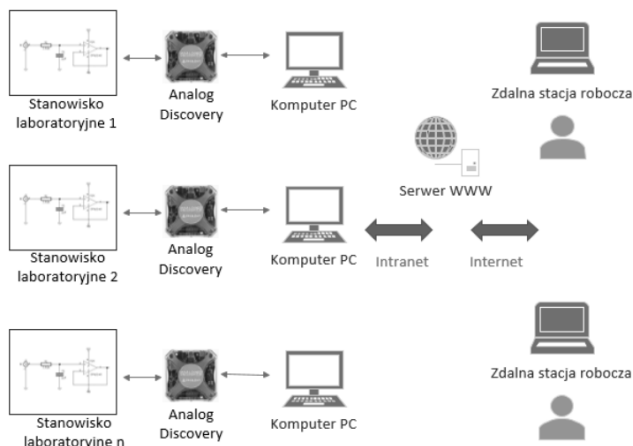 Stanowisko
laboratoryjne 1
Analog
Discovery
Komputer PC
Zdalna stacja robocza
Serwer WWW
Stanowisko
laboratoryjne 2
Analog
Discovery
Komputer PC
Intranet
Internet
Stanowisko
laboratoryjne n
Analog
Discovery
Komputer PC
Zdalna stacja robocza